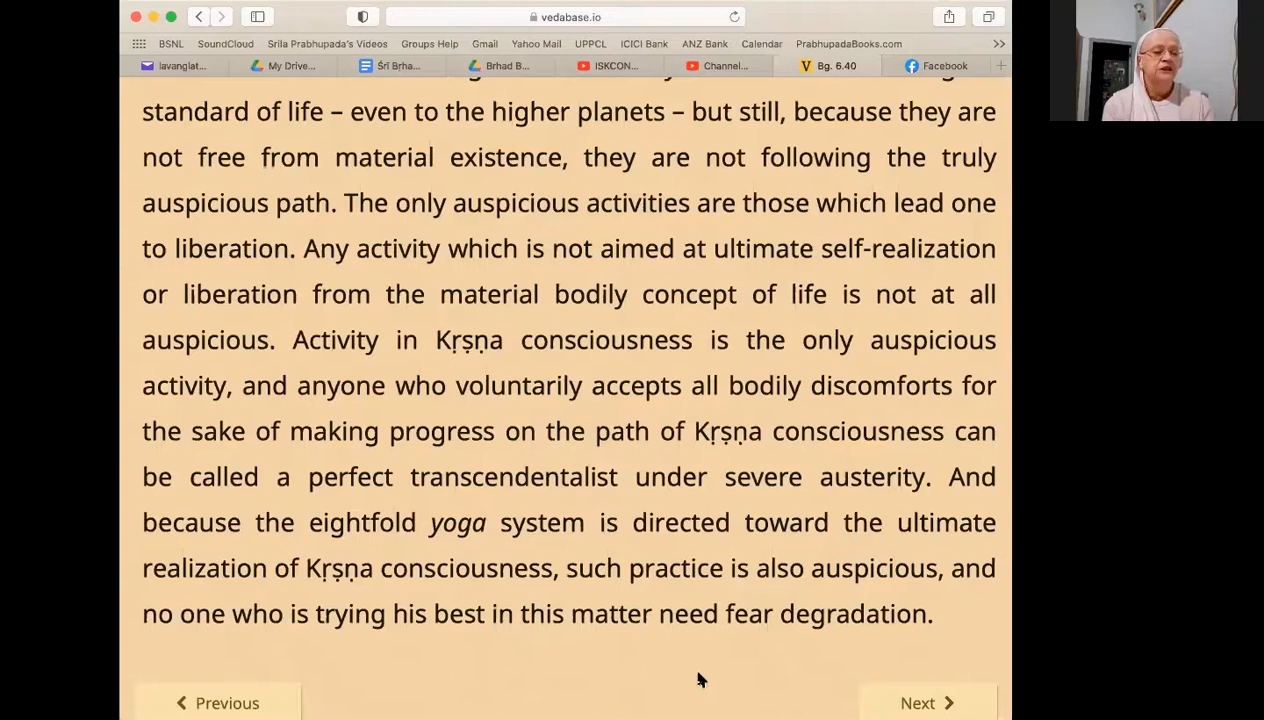 vedabase.io
BSNL SoundCloud Srila Prabhupada's Videos Groups Help Gmail Yahoo Mail UPPCL ICICI Bank ANZ Bank Calendar PrabhupadaBooks.com
lavanglat... My Drive... Śrī Bṛha... Brhad B... ISKCON... Channel... Bg. 6.40 Facebook
standard of life – even to the higher planets – but still, because they are
not free from material existence, they are not following the truly
auspicious path. The only auspicious activities are those which lead one
to liberation. Any activity which is not aimed at ultimate self-realization
or liberation from the material bodily concept of life is not at all
auspicious. Activity in Kṛṣṇa consciousness is the only auspicious
activity, and anyone who voluntarily accepts all bodily discomforts for
the sake of making progress on the path of Kṛṣṇa consciousness can
be called a perfect transcendentalist under severe austerity. And
because the eightfold yoga system is directed toward the ultimate
realization of Kṛṣṇa consciousness, such practice is also auspicious, and
no one who is trying his best in this matter need fear degradation.
Previous Next